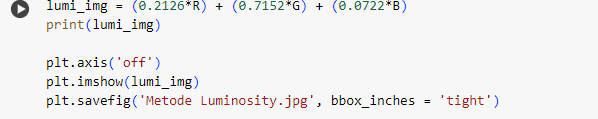 lumi_img = (0.2126*R) + (0.7152*G) + (0.0722*B)
print(lumi_img)
plt.axis('off')
plt.imshow(lumi_img)
plt.savefig('Metode Luminosity.jpg', bbox_inches = 'tight')